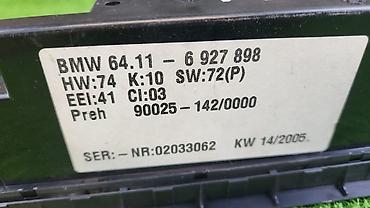 BMW 64.11 - 6 927 898
HW:74 K:10 SW:72(P)
EEI:41 CI:03
Preh 90025-142/0000
SER:-NR:02033062 KW 14/2005